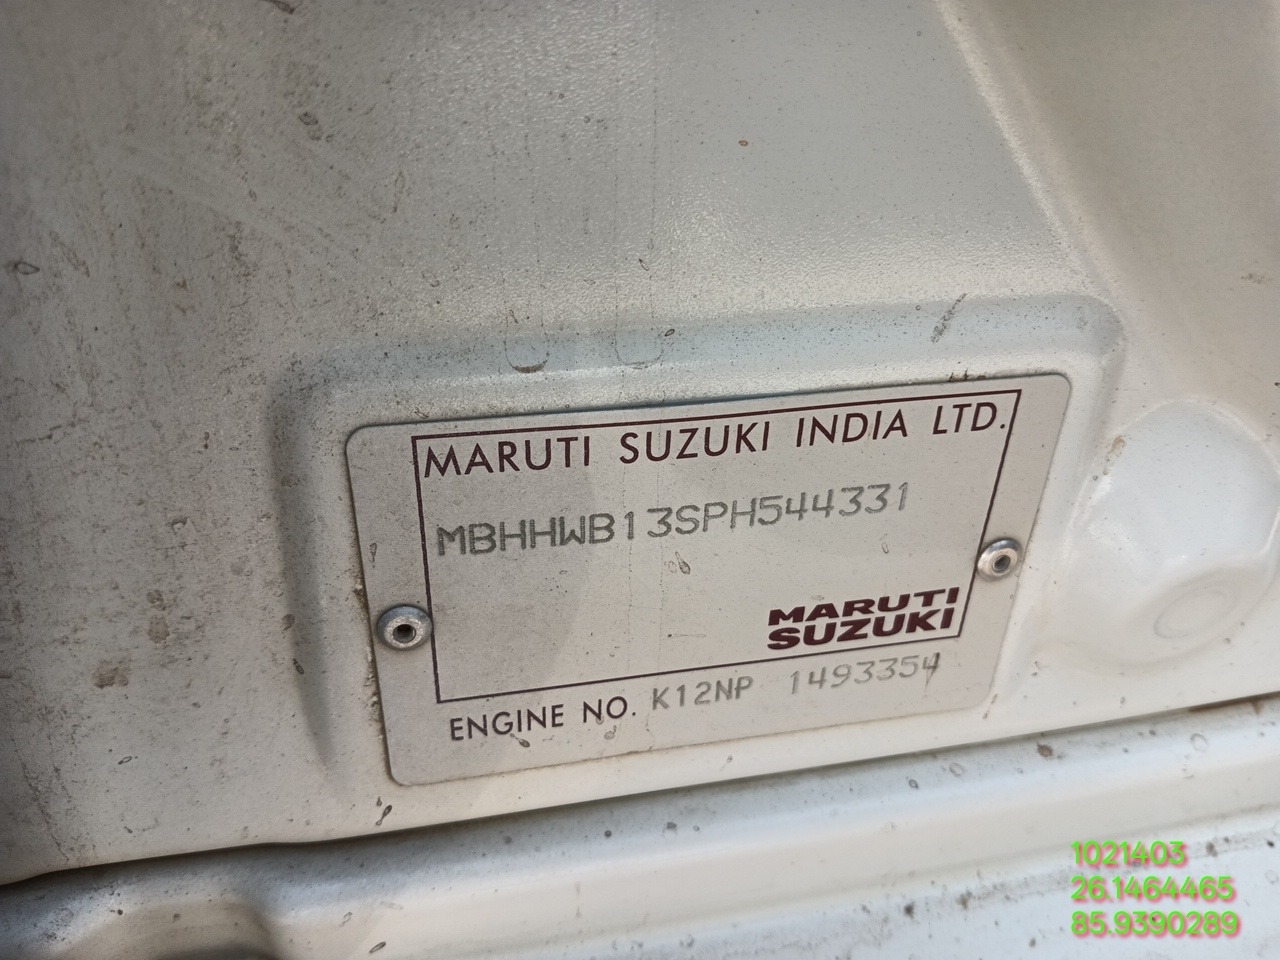 MARUTI SUZUKI INDIA LTD.
MBHHWB13SPH544331
MARUTI
SUZUKI
ENGINE NO. K12NP 1493354
1021403
26.1464465
85.9390289